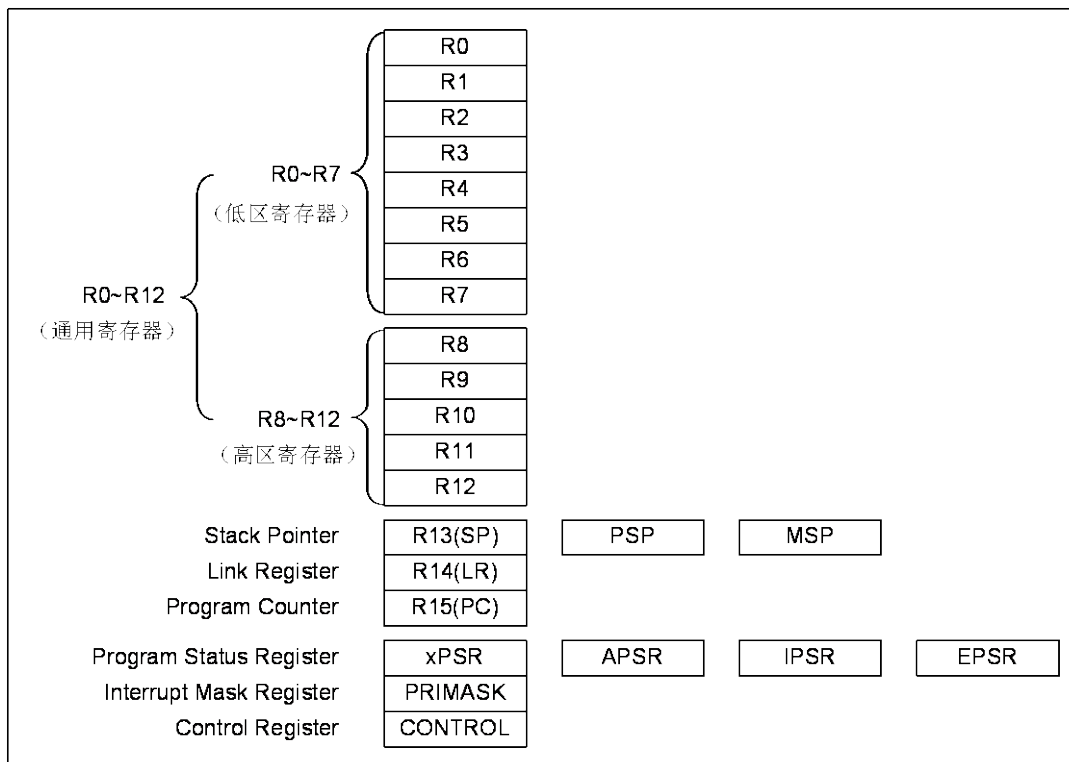 R0
R1
R2
R3
R0~R7
R4
（低区寄存器）
R5
R6
R0~R12
R7
（通用寄存器）
R8
R9
R8~R12
R10
（高区寄存器）
R11
R12
Stack Pointer R13(SP) PSP MSP
Link Register R14(LR)
Program Counter R15(PC)
Program Status Register xPSR APSR IPSR EPSR
Interrupt Mask Register PRIMASK
Control Register CONTROL